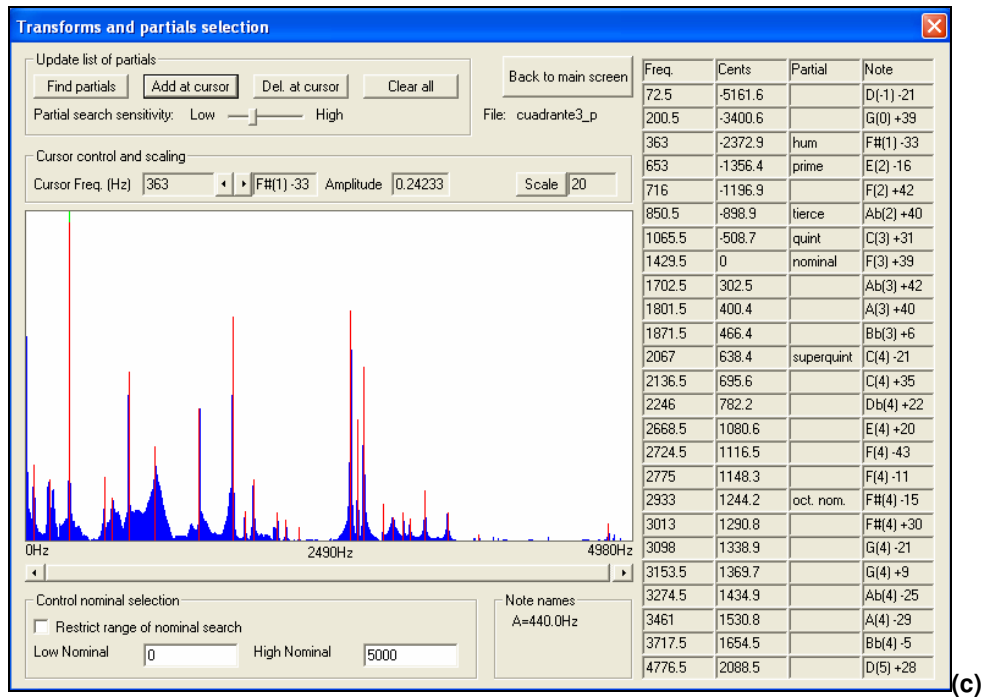 Transforms and partials selection
Update list of partials
Find partials Add at cursor Del. at cursor Clear all
Partial search sensitivity: Low High
Back to main screen
File: cuadrante3_p
Cursor control and scaling
Cursor Freq. (Hz) 363 F#(1) -33 Amplitude 0.24233 Scale 20
0Hz 2490Hz 4980Hz
Control nominal selection
Restrict range of nominal search
Low Nominal 0 High Nominal 5000
Note names
A=440.0Hz
Freq. Cents Partial Note
72.5 -5161.6 D(-1) -21
200.5 -3400.6 G(0) +39
363 -2372.9 hum F#(1) -33
653 -1356.4 prime E(2) -16
716 -1196.9 F(2) +42
850.5 -898.9 tierce Ab(2) +40
1065.5 -508.7 quint C(3) +31
1429.5 0 nominal F(3) +39
1702.5 302.5 Ab(3) +42
1801.5 400.4 A(3) +40
1871.5 466.4 Bb(3) +6
2067 638.4 superquint C(4) -21
2136.5 695.6 C(4) +35
2246 782.2 Db(4) +22
2668.5 1080.6 E(4) +20
2724.5 1116.5 F(4) -43
2775 1148.3 F(4) -11
2933 1244.2 oct. nom. F#(4) -15
3013 1290.8 F#(4) +30
3098 1338.9 G(4) -21
3153.5 1369.7 G(4) +9
3274.5 1434.9 Ab(4) -25
3461 1530.8 A(4) -29
3717.5 1654.5 Bb(4) -5
4776.5 2088.5 D(5) +28
(c)